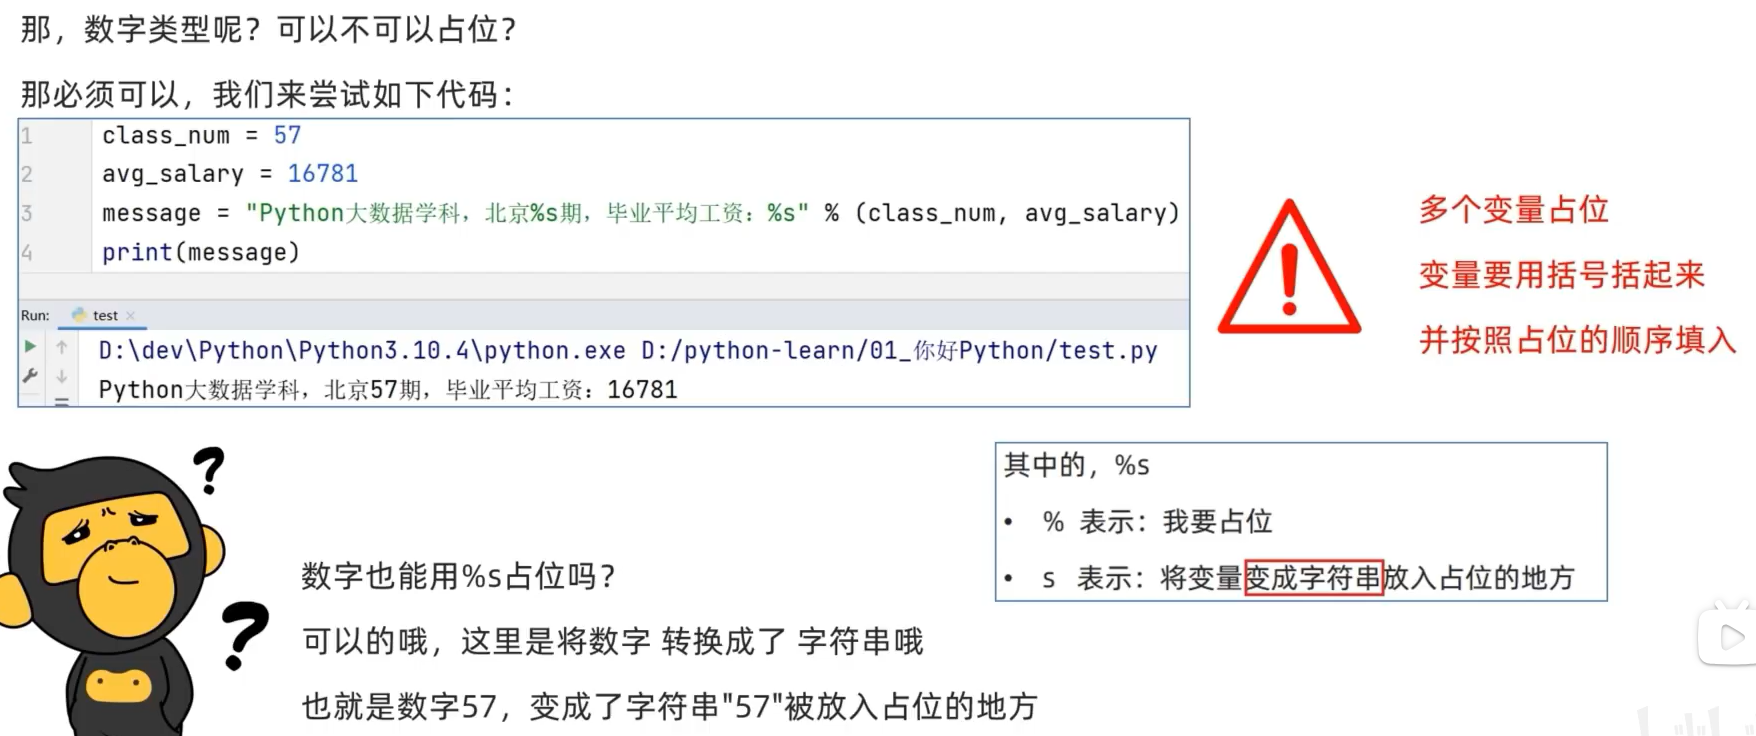 那，数字类型呢？可以不可以占位？
那必须可以，我们来尝试如下代码：
1 class_num = 57
2 avg_salary = 16781
3 message = "Python大数据学科，北京%s期，毕业平均工资：%s" % (class_num, avg_salary)
4 print(message)
Run: test ×
D:\dev\Python\Python3.10.4\python.exe D:/python-learn/01_你好Python/test.py
Python大数据学科，北京57期，毕业平均工资：16781
多个变量占位
变量要用括号括起来
并按照占位的顺序填入
其中的，%s
• % 表示：我要占位
• s 表示：将变量变成字符串放入占位的地方
数字也能用%s占位吗？
可以的哦，这里是将数字 转换成了 字符串哦
也就是数字57，变成了字符串"57"被放入占位的地方